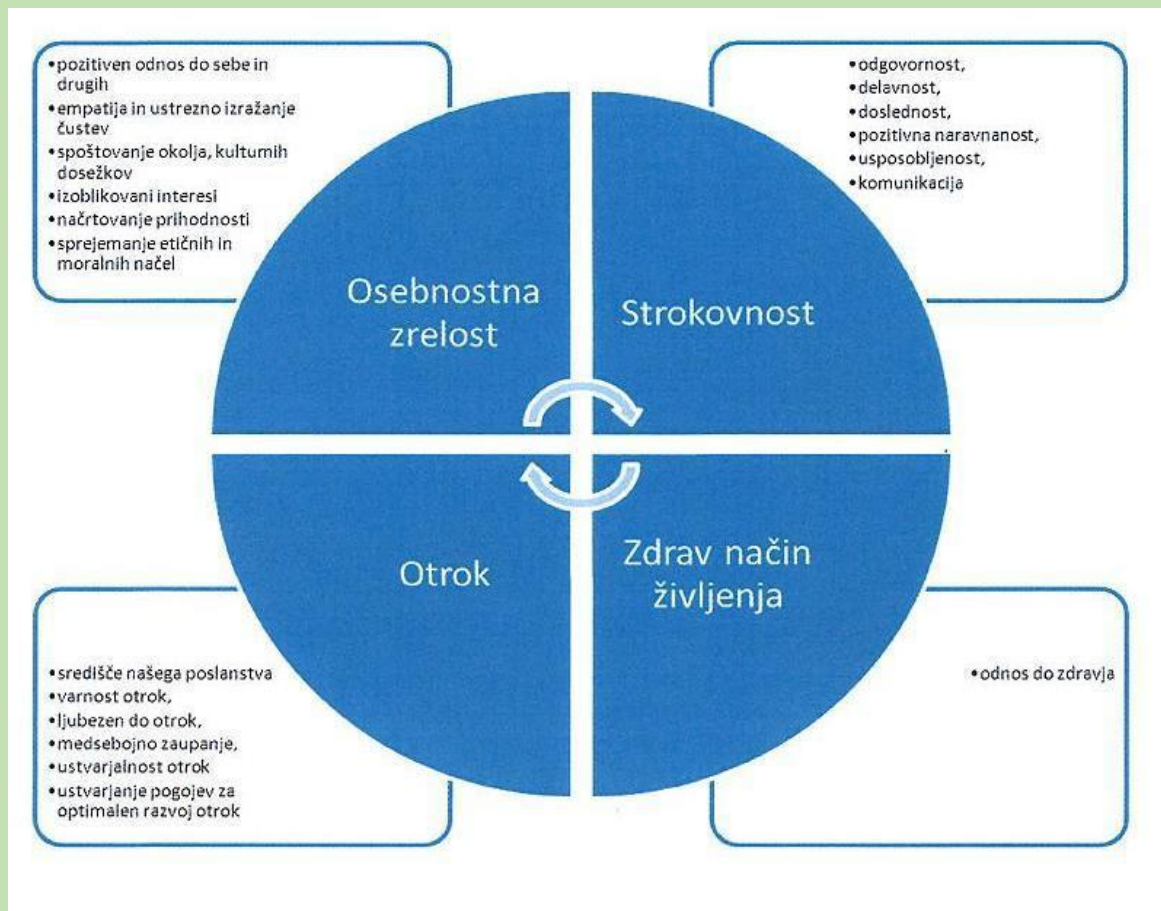 •pozitiven odnos do sebe in
drugih
•empatija in ustrezno izražanje
čustev
•spoštovanje okolja, kulturnih
dosežkov
•izoblikovani interesi
•načrtovanje prihodnosti
•sprejemanje etičnih in
moralnih načel
•odgovornost,
•delavnost,
•doslednost,
•pozitivna naravnanost,
•usposobljenost,
•komunikacija
Osebnostna
zrelost
Strokovnost
Otrok
Zdrav način
življenja
•središče našega poslanstva
•varnost otrok,
•ljubezen do otrok,
•medsebojno zaupanje,
•ustvarjalnost otrok
•ustvarjanje pogojev za
optimalen razvoj otrok
•odnos do zdravja